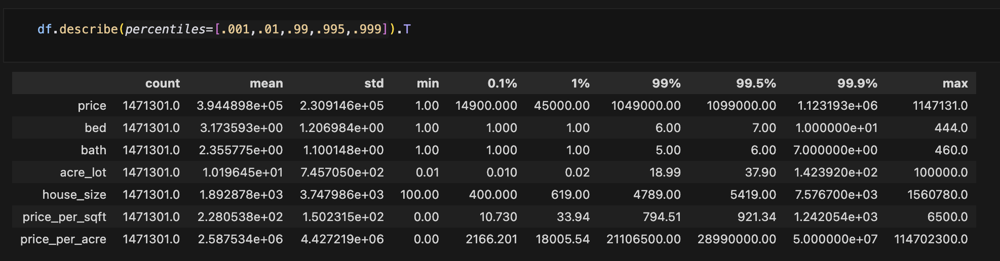 df.describe(percentiles=[.001,.01,.99,.995,.999]).T
count mean std min 0.1% 1% 99% 99.5% 99.9% max
price 1471301.0 3.944898e+05 2.309146e+05 1.00 14900.000 45000.00 1049000.00 1099000.00 1.123193e+06 1147131.0
bed 1471301.0 3.173593e+00 1.206984e+00 1.00 1.000 1.00 6.00 7.00 1.000000e+01 444.0
bath 1471301.0 2.355775e+00 1.100148e+00 1.00 1.000 1.00 5.00 6.00 7.000000e+00 460.0
acre_lot 1471301.0 1.019645e+01 7.457050e+02 0.01 0.010 0.02 18.99 37.90 1.423920e+02 100000.0
house_size 1471301.0 1.892878e+03 3.747986e+03 100.00 400.000 619.00 4789.00 5419.00 7.576700e+03 1560780.0
price_per_sqft 1471301.0 2.280538e+02 1.502315e+02 0.00 10.730 33.94 794.51 921.34 1.242054e+03 6500.0
price_per_acre 1471301.0 2.587534e+06 4.427219e+06 0.00 2166.201 18005.54 21106500.00 28990000.00 5.000000e+07 114702300.0